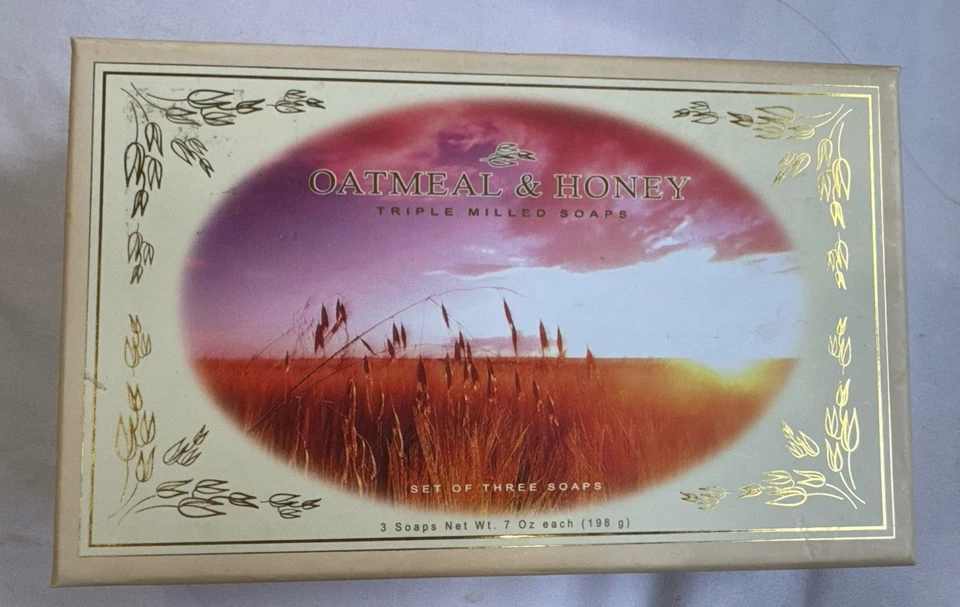 OATMEAL & HONEY
TRIPLE MILLED SOAPS
SET OF THREE SOAPS
3 Soaps Net Wt. 7 Oz each (198 g)